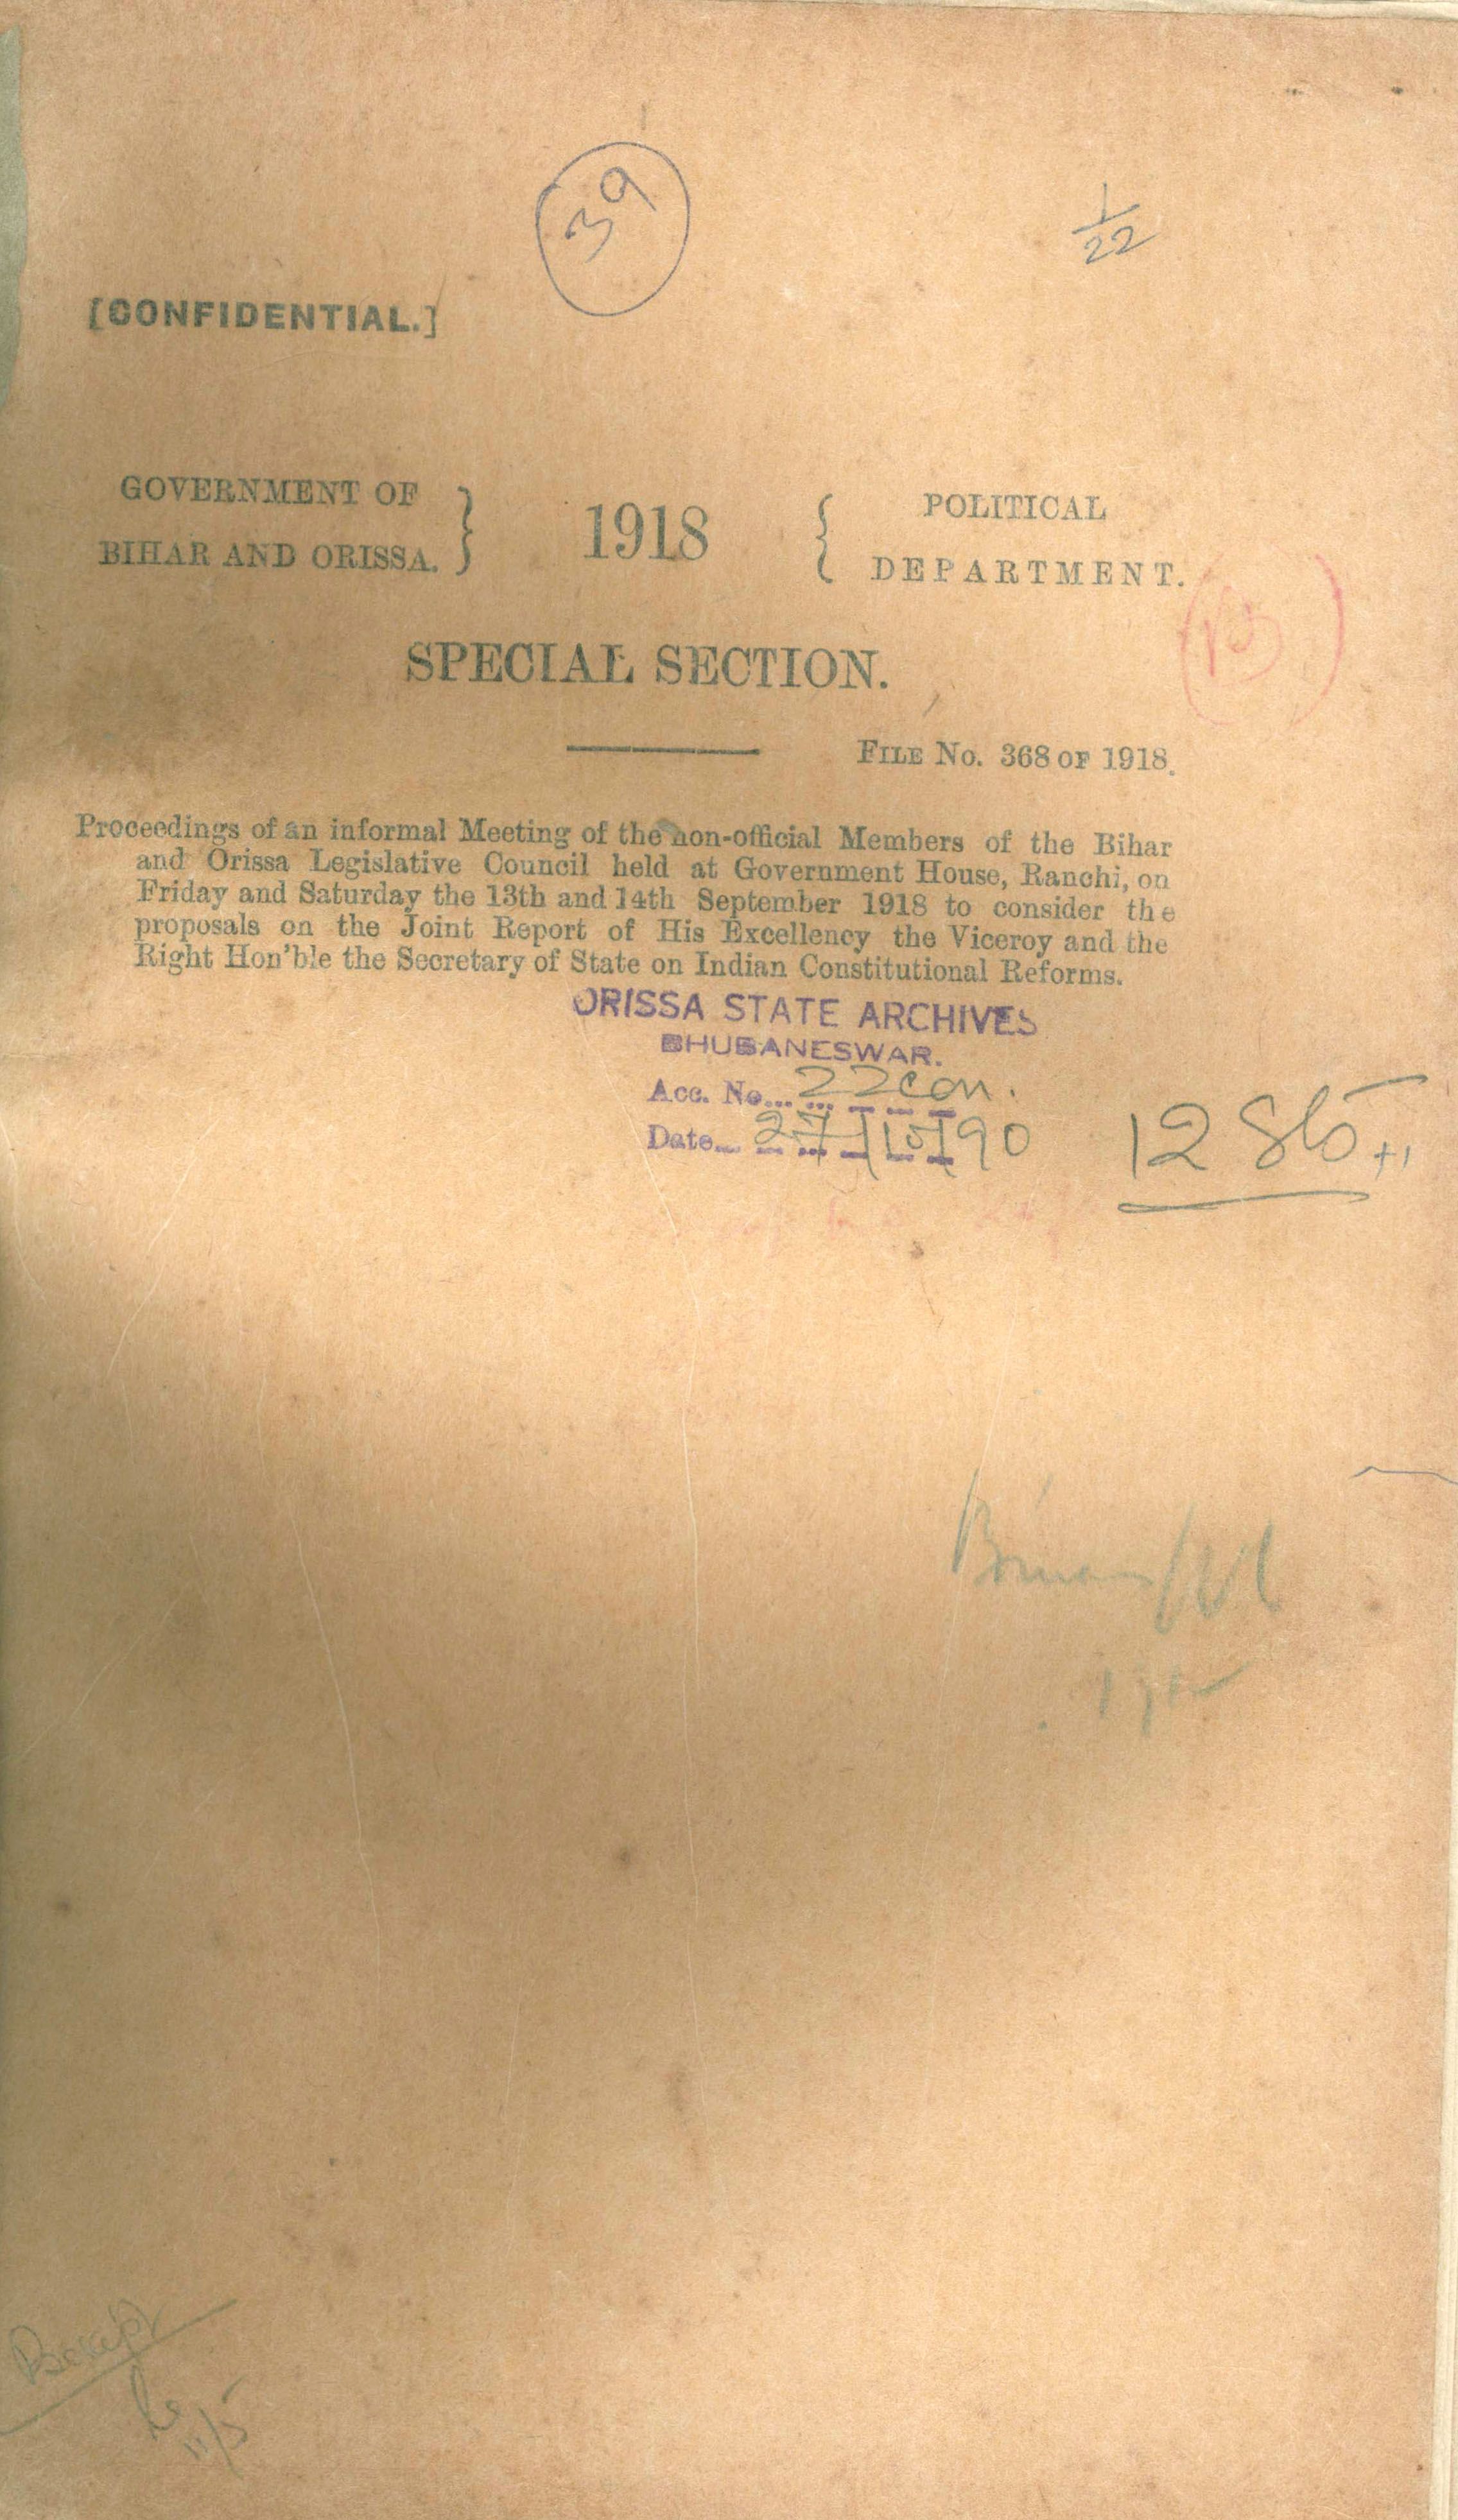 39
1/22
[CONFIDENTIAL.]
GOVERNMENT OF
BIHAR AND ORISSA. } 1918 { POLITICAL
DEPARTMENT.
SPECIAL SECTION.
FILE No. 368 OF 1918.
Proceedings of an informal Meeting of the non-official Members of the Bihar
and Orissa Legislative Council held at Government House, Ranchi, on
Friday and Saturday the 13th and 14th September 1918 to consider the
proposals on the Joint Report of His Excellency the Viceroy and the
Right Hon'ble the Secretary of State on Indian Constitutional Reforms.
ORISSA STATE ARCHIVES
BHUBANESWAR.
Acc. No... 22 con.
Date 27/10/90